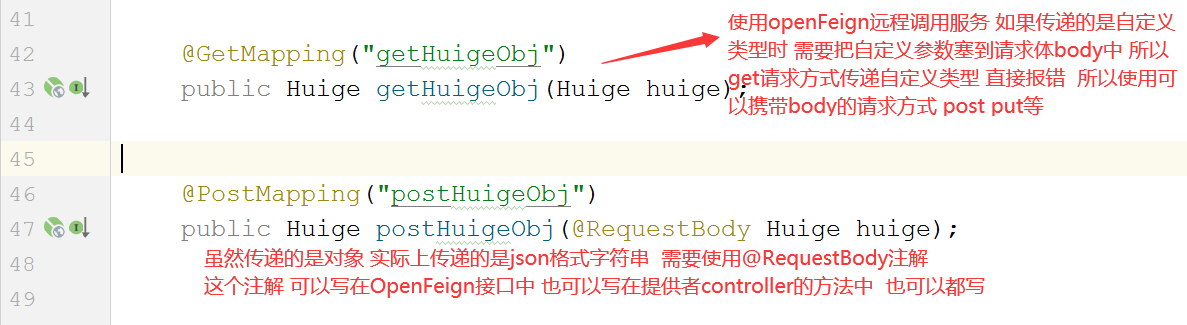 41
使用openFeign远程调用服务 如果传递的是自定义
42 @GetMapping("getHuigeObj")
类型时 需要把自定义参数塞到请求体body中 所以
43 public Huige getHuigeObj(Huige huige);
get请求方式传递自定义类型 直接报错 所以使用可
以携带body的请求方式 post put等
44
45
46 @PostMapping("postHuigeObj")
47 public Huige postHuigeObj(@RequestBody Huige huige);
48 虽然传递的是对象 实际上传递的是json格式字符串 需要使用@RequestBody注解
49 这个注解 可以写在OpenFeign接口中 也可以写在提供者controller的方法中 也可以都写